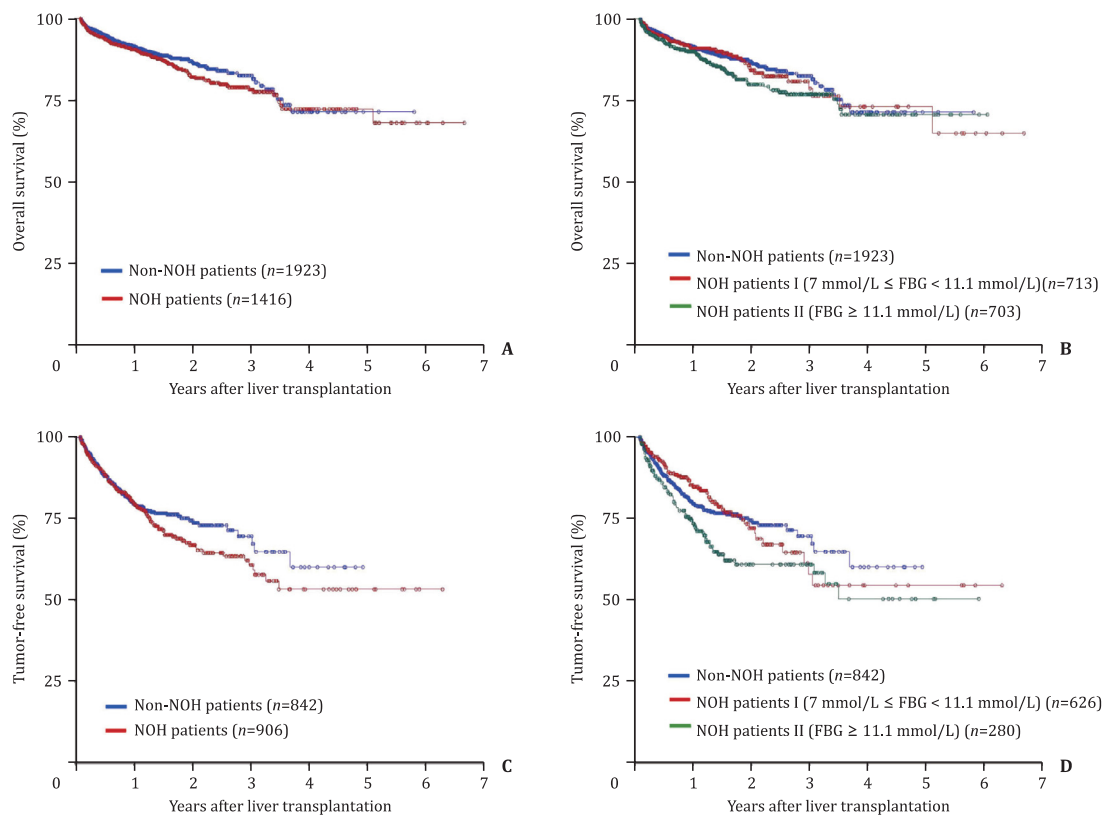 100
75
50
25
0
1
2
3
4
5
6
7
Overall survival (%)
Years after liver transplantation
Non-NOH patients (n=1923)
NOH patients (n=1416)
A
100
75
50
25
0
1
2
3
4
5
6
7
Overall survival (%)
Years after liver transplantation
Non-NOH patients (n=1923)
NOH patients I (7 mmol/L ≤ FBG < 11.1 mmol/L)(n=713)
NOH patients II (FBG ≥ 11.1 mmol/L) (n=703)
B
100
75
50
25
0
1
2
3
4
5
6
7
Tumor-free survival (%)
Years after liver transplantation
Non-NOH patients (n=842)
NOH patients (n=906)
C
100
75
50
25
0
1
2
3
4
5
6
7
Tumor-free survival (%)
Years after liver transplantation
Non-NOH patients (n=842)
NOH patients I (7 mmol/L ≤ FBG < 11.1 mmol/L) (n=626)
NOH patients II (FBG ≥ 11.1 mmol/L) (n=280)
D